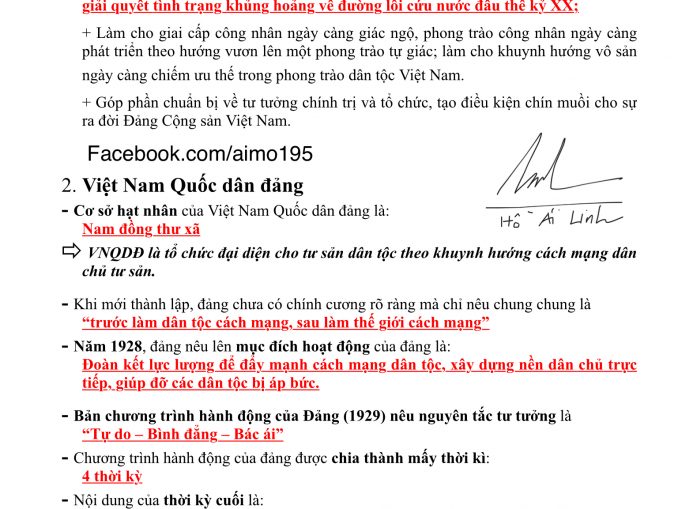 giải quyết tình trạng khủng hoảng về đường lối cứu nước đầu thế kỷ XX;
+ Làm cho giai cấp công nhân ngày càng giác ngộ, phong trào công nhân ngày càng
phát triển theo hướng vươn lên một phong trào tự giác; làm cho khuynh hướng vô sản
ngày càng chiếm ưu thế trong phong trào dân tộc Việt Nam.
+ Góp phần chuẩn bị về tư tưởng chính trị và tổ chức, tạo điều kiện chín muồi cho sự
ra đời Đảng Cộng sản Việt Nam.
Facebook.com/aimo195
2. Việt Nam Quốc dân đảng
- Cơ sở hạt nhân của Việt Nam Quốc dân đảng là:
Nam đồng thư xã
Hồ Ái Linh
⇨ VNQDĐ là tổ chức đại diện cho tư sản dân tộc theo khuynh hướng cách mạng dân
chủ tư sản.
- Khi mới thành lập, đảng chưa có chính cương rõ ràng mà chỉ nêu chung chung là
“trước làm dân tộc cách mạng, sau làm thế giới cách mạng”
- Năm 1928, đảng nêu lên mục đích hoạt động của đảng là:
Đoàn kết lực lượng để đẩy mạnh cách mạng dân tộc, xây dựng nền dân chủ trực
tiếp, giúp đỡ các dân tộc bị áp bức.
- Bản chương trình hành động của Đảng (1929) nêu nguyên tắc tư tưởng là
“Tự do – Bình đẳng – Bác ái”
- Chương trình hành động của đảng được chia thành mấy thời kì:
4 thời kỳ
- Nội dung của thời kỳ cuối là: